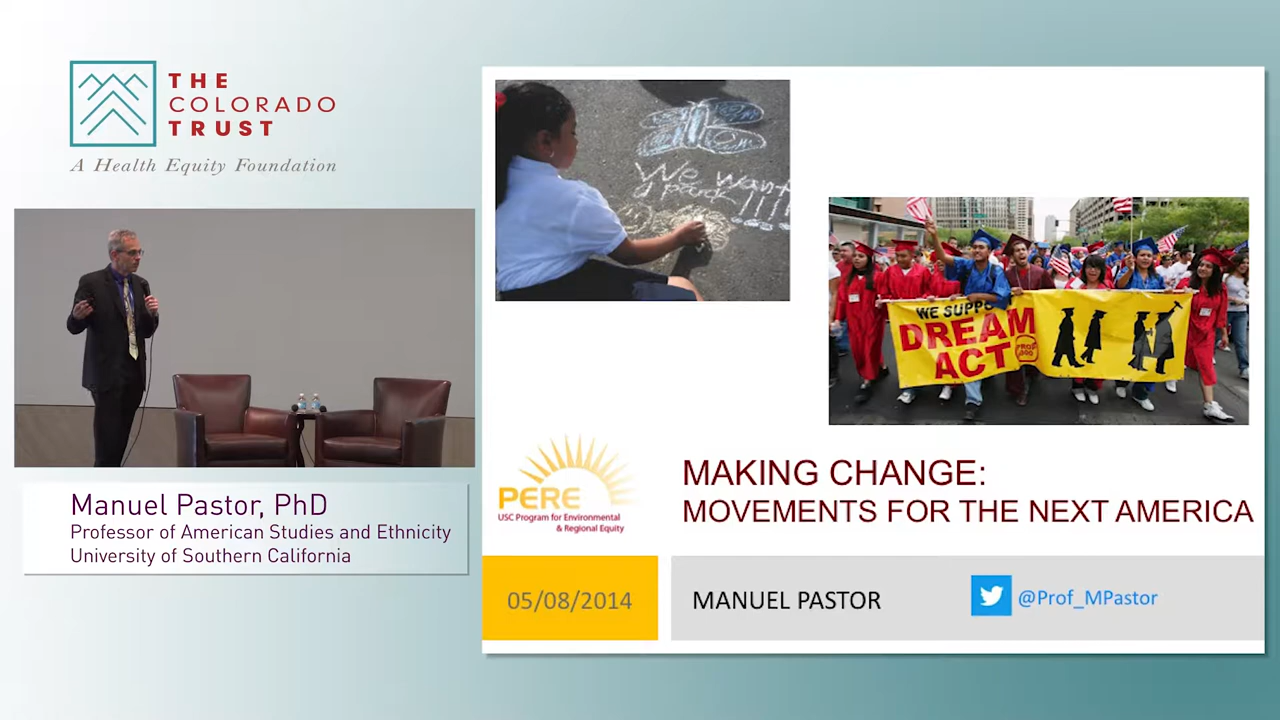 THE
COLORADO
TRUST
A Health Equity Foundation
Manuel Pastor, PhD
Professor of American Studies and Ethnicity
University of Southern California
We want
a park!!!!
WE SUPPO
DREAM
ACT
PERE
USC Program for Environmental
& Regional Equity
MAKING CHANGE:
MOVEMENTS FOR THE NEXT AMERICA
05/08/2014
MANUEL PASTOR
@Prof_MPastor